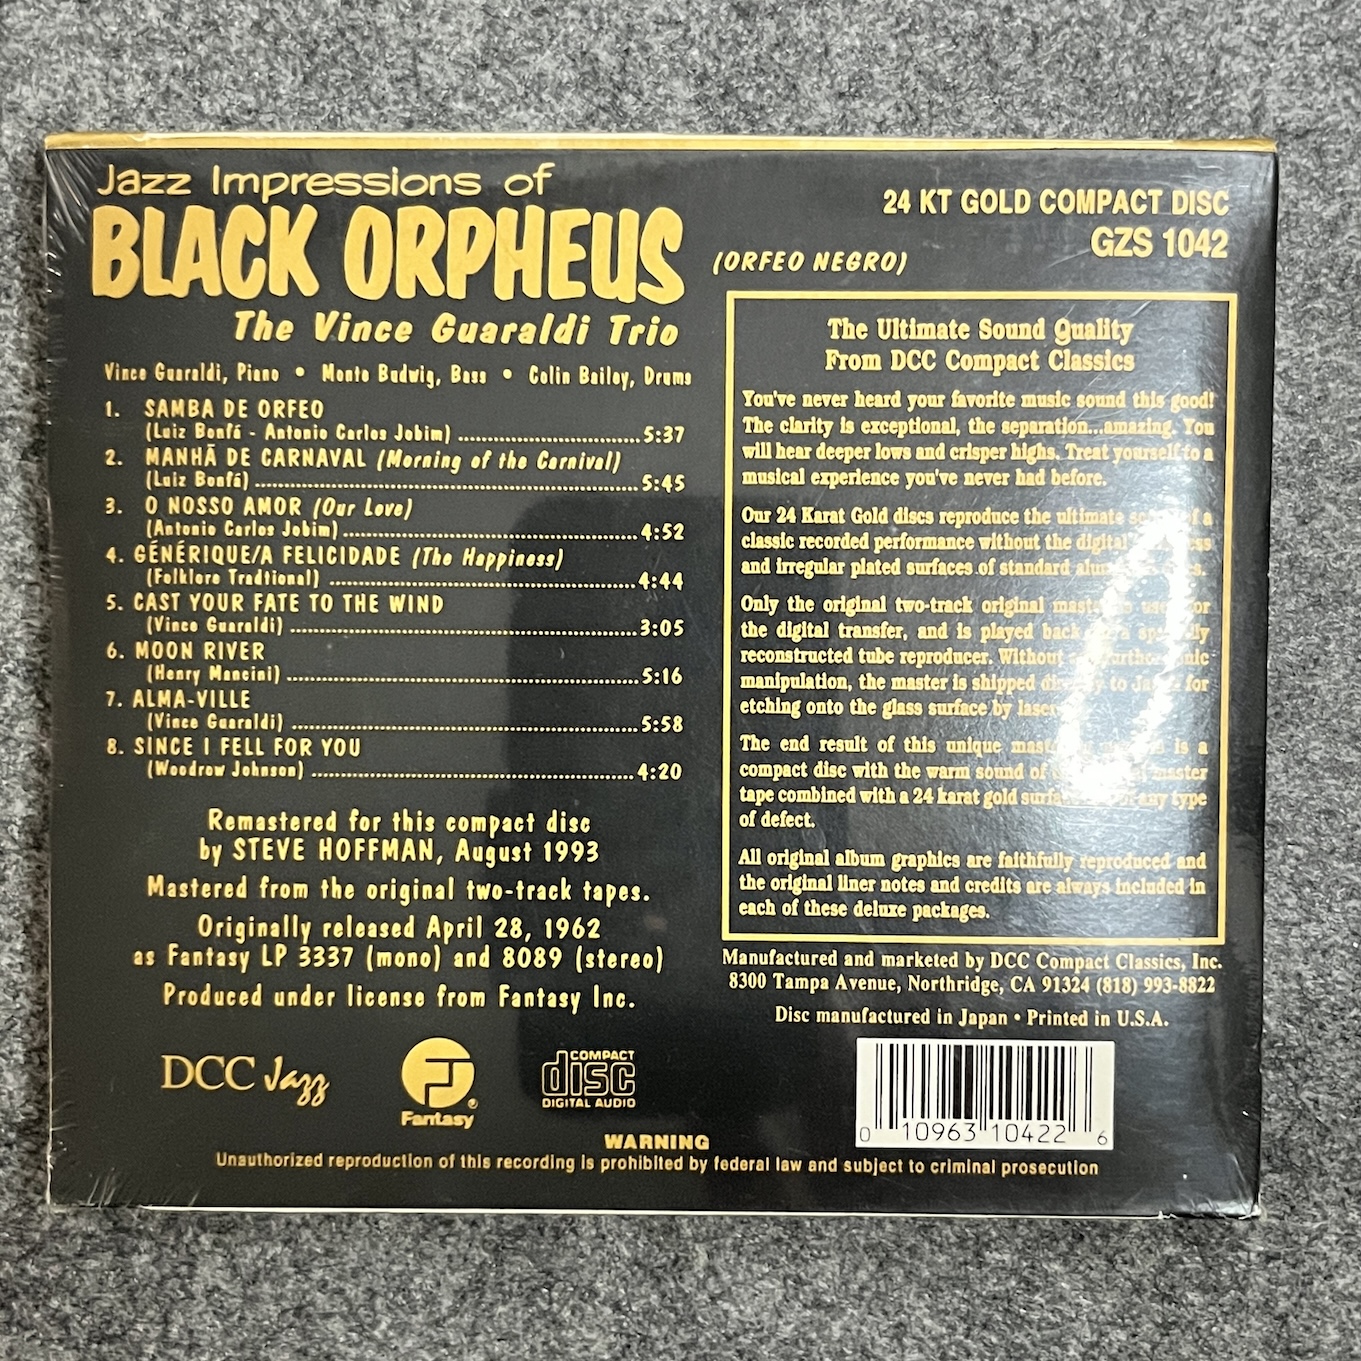 Jazz Impressions of
BLACK ORPHEUS
(ORFEO NEGRO)
The Vince Guaraldi Trio
Vince Guaraldi, Piano • Monte Budwig, Bass • Colin Bailey, Drums
1. SAMBA DE ORFEO
(Luiz Bonfá - Antonio Carlos Jobim) 5:37
2. MANHÃ DE CARNAVAL (Morning of the Carnival)
(Luiz Bonfá) 5:45
3. O NOSSO AMOR (Our Love)
(Antonio Carlos Jobim) 4:52
4. GÉNÉRIQUE/A FELICIDADE (The Happiness)
(Folklore Tradtional) 4:44
5. CAST YOUR FATE TO THE WIND
(Vince Guaraldi) 3:05
6. MOON RIVER
(Henry Mancini) 5:16
7. ALMA-VILLE
(Vince Guaraldi) 5:58
8. SINCE I FELL FOR YOU
(Woodrow Johnson) 4:20
Remastered for this compact disc
by STEVE HOFFMAN, August 1993
Mastered from the original two-track tapes.
Originally released April 28, 1962
as Fantasy LP 3337 (mono) and 8089 (stereo)
Produced under license from Fantasy Inc.
DCC Jazz
Fantasy ®
COMPACT
disc
DIGITAL AUDIO
24 KT GOLD COMPACT DISC
GZS 1042
The Ultimate Sound Quality
From DCC Compact Classics
You've never heard your favorite music sound this good!
The clarity is exceptional, the separation...amazing. You
will hear deeper lows and crisper highs. Treat yourself to a
musical experience you've never had before.
Our 24 Karat Gold discs reproduce the ultimate of a
classic recorded performance without the digital
and irregular plated surfaces of standard
Only the original two-track original for
the digital transfer, and is played back
reconstructed tube reproducer. Without
manipulation, the master is shipped to for
etching onto the glass surface by laser
The end result of this unique is a
compact disc with the warm sound of master
tape combined with a 24 karat gold any type
of defect.
All original album graphics are faithfully reproduced and
the original liner notes and credits are always included in
each of these deluxe packages.
Manufactured and marketed by DCC Compact Classics, Inc.
8300 Tampa Avenue, Northridge, CA 91324 (818) 993-8822
Disc manufactured in Japan • Printed in U.S.A.
0 10963 10422 6
WARNING
Unauthorized reproduction of this recording is prohibited by federal law and subject to criminal prosecution